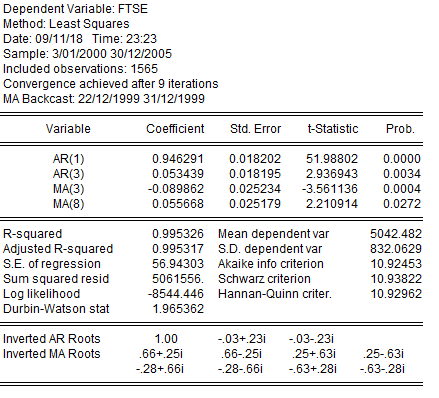 Dependent Variable: FTSE
Method: Least Squares
Date: 09/11/18 Time: 23:23
Sample: 3/01/2000 30/12/2005
Included observations: 1565
Convergence achieved after 9 iterations
MA Backcast: 22/12/1999 31/12/1999
Variable Coefficient Std. Error t-Statistic Prob.
AR(1) 0.946291 0.018202 51.98802 0.0000
AR(3) 0.053439 0.018195 2.936943 0.0034
MA(3) -0.089862 0.025234 -3.561136 0.0004
MA(8) 0.055668 0.025179 2.210914 0.0272
R-squared 0.995326 Mean dependent var 5042.482
Adjusted R-squared 0.995317 S.D. dependent var 832.0629
S.E. of regression 56.94303 Akaike info criterion 10.92453
Sum squared resid 5061556. Schwarz criterion 10.93822
Log likelihood -8544.446 Hannan-Quinn criter. 10.92962
Durbin-Watson stat 1.965362
Inverted AR Roots 1.00 -.03+.23i -.03-.23i
Inverted MA Roots .66+.25i .66-.25i .25+.63i .25-.63i
-.28+.66i -.28-.66i -.63+.28i -.63-.28i